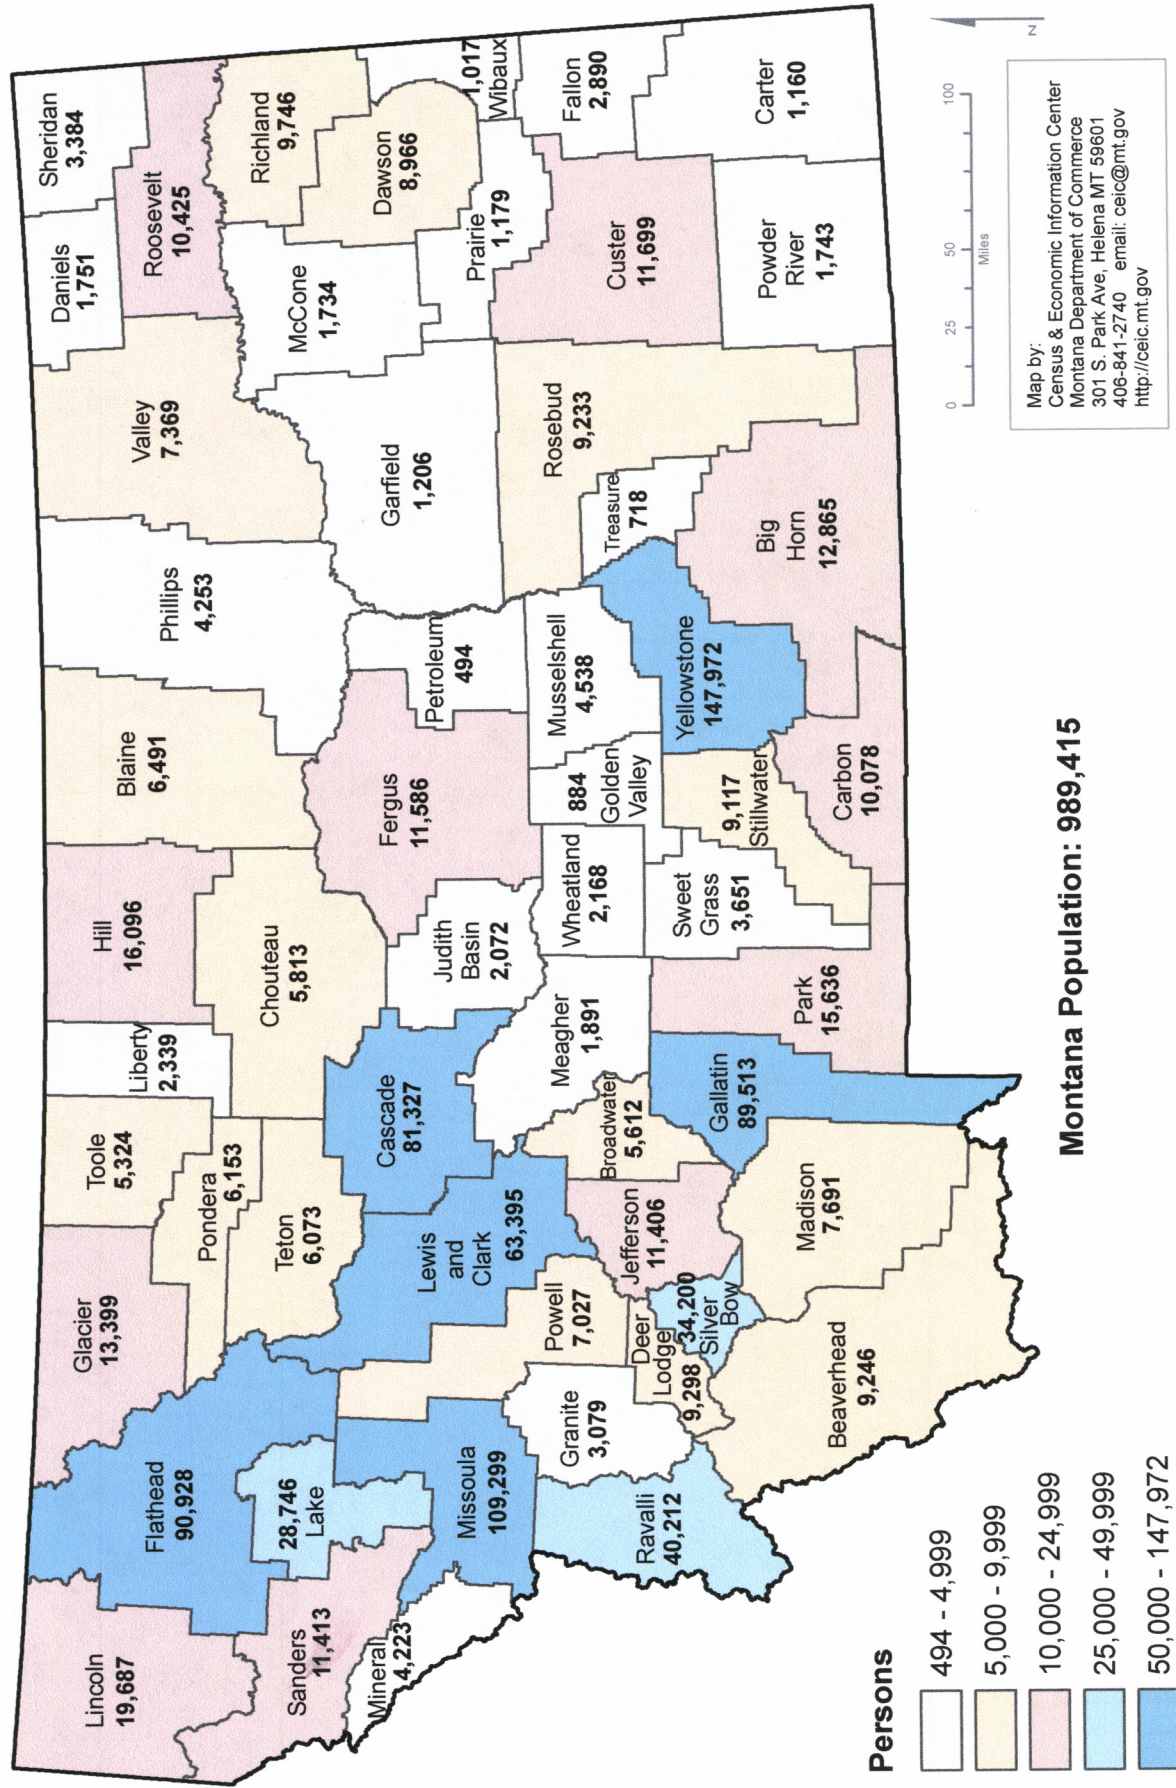 Lincoln
19,687
Flathead
90,928
Glacier
13,399
Toole
5,324
Liberty
2,339
Hill
16,096
Blaine
6,491
Phillips
4,253
Valley
7,369
Daniels
1,751
Sheridan
3,384
Roosevelt
10,425
Sanders
11,413
28,746
Lake
Pondera
6,153
Teton
6,073
Chouteau
5,813
Richland
9,746
McCone
1,734
Dawson
8,966
Mineral
4,223
Missoula
109,299
Lewis
and
Clark
63,395
Cascade
81,327
Judith
Basin
2,072
Fergus
11,586
Petroleum
494
Garfield
1,206
Prairie
1,179
1,017
Wibaux
Ravalli
40,212
Granite
3,079
Powell
7,027
Deer
Lodge
9,298
Jefferson
11,406
34,200
Silver
Bow
Broadwater
5,612
Meagher
1,891
Wheatland
2,168
884
Golden
Valley
Musselshell
4,538
Treasure
718
Rosebud
9,233
Custer
11,699
Fallon
2,890
Beaverhead
9,246
Madison
7,691
Gallatin
89,513
Park
15,636
Sweet
Grass
3,651
9,117
Stillwater
Yellowstone
147,972
Carbon
10,078
Big
Horn
12,865
Powder
River
1,743
Carter
1,160
Persons
494 - 4,999
5,000 - 9,999
10,000 - 24,999
25,000 - 49,999
50,000 - 147,972
Montana Population: 989,415
0 25 50 100
Miles
N
Map by:
Census & Economic Information Center
Montana Department of Commerce
301 S. Park Ave, Helena MT 59601
406-841-2740 email: ceic@mt.gov
http://ceic.mt.gov